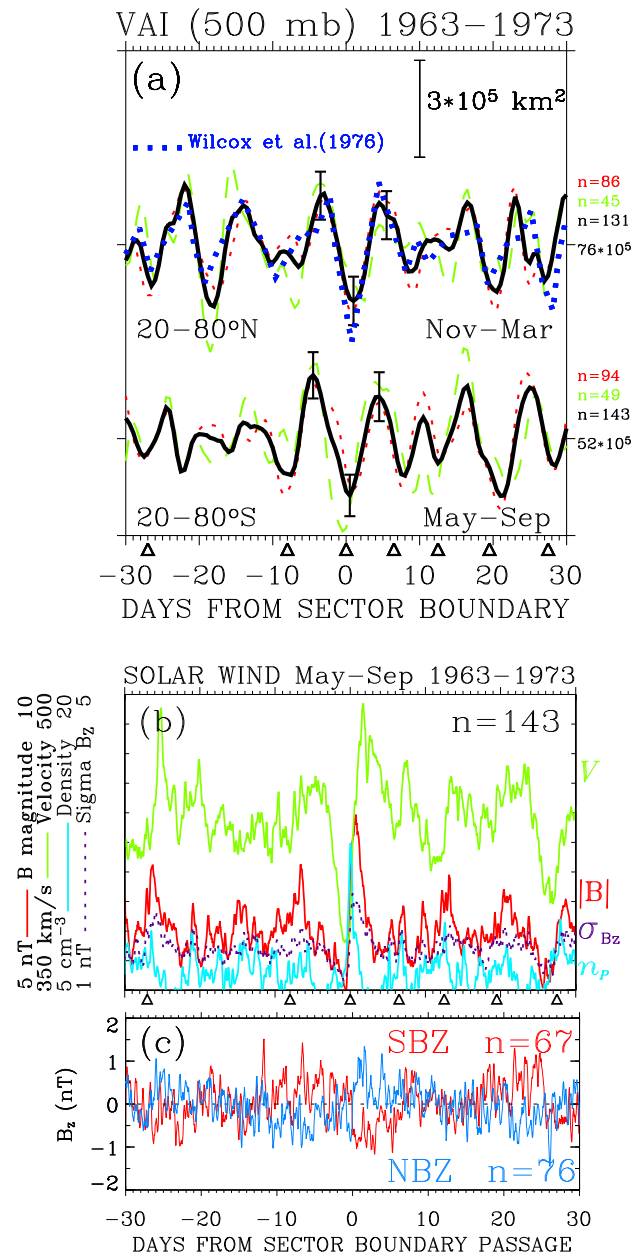 VAI (500 mb) 1963-1973
(a)
3*10⁵ km²
Wilcox et al.(1976)
n=86
n=45
n=131
76*10⁵
20-80°N
Nov-Mar
n=94
n=49
n=143
52*10⁵
20-80°S
May-Sep
-30 -20 -10 0 10 20 30
DAYS FROM SECTOR BOUNDARY
SOLAR WIND May-Sep 1963-1973
(b)
n=143
5 nT B magnitude 10
350 km/s Velocity 500
5 cm⁻³ Density 20
1 nT Sigma Bz 5
V
|B|
σBz
nP
(c)
SBZ n=67
NBZ n=76
Bz (nT)
2
1
0
-1
-2
-30 -20 -10 0 10 20 30
DAYS FROM SECTOR BOUNDARY PASSAGE